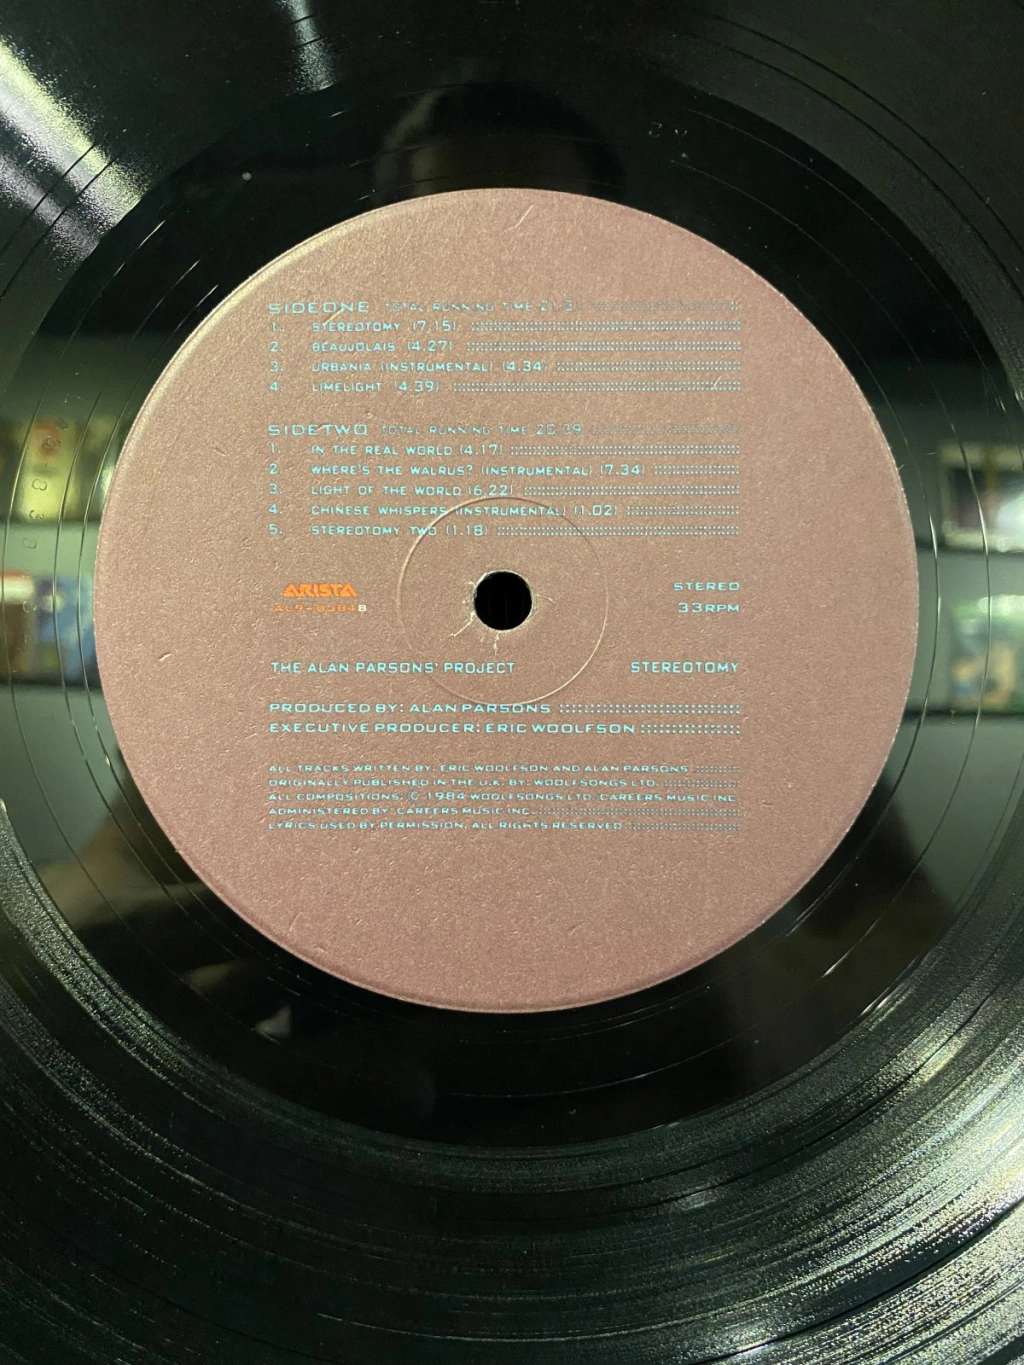 SIDEONE TOTAL RUNNING TIME 21.31
1. STEREOTOMY (7.15)
2. BEAUJOLAIS (4.27)
3. URBANIA (INSTRUMENTAL) (4.34)
4. LIMELIGHT (4.39)
SIDETWO TOTAL RUNNING TIME 20.39
1. IN THE REAL WORLD (4.17)
2. WHERE'S THE WALRUS? (INSTRUMENTAL) (7.34)
3. LIGHT OF THE WORLD (6.22)
4. CHINESE WHISPERS (INSTRUMENTAL) (1.02)
5. STEREOTOMY TWO (1.18)
ARISTA STEREO
AL9-8384B 33RPM
THE ALAN PARSONS' PROJECT STEREOTOMY
PRODUCED BY: ALAN PARSONS
EXECUTIVE PRODUCER: ERIC WOOLFSON
ALL TRACKS WRITTEN BY: ERIC WOOLFSON AND ALAN PARSONS
ORIGINALLY PUBLISHED IN THE U.K. BY: WOOLFSONGS LTD.
ALL COMPOSITIONS: © 1984 WOOLFSONGS LTD. CAREERS MUSIC INC.
ADMINISTERED BY: CAREERS MUSIC INC.
LYRICS USED BY PERMISSION, ALL RIGHTS RESERVED